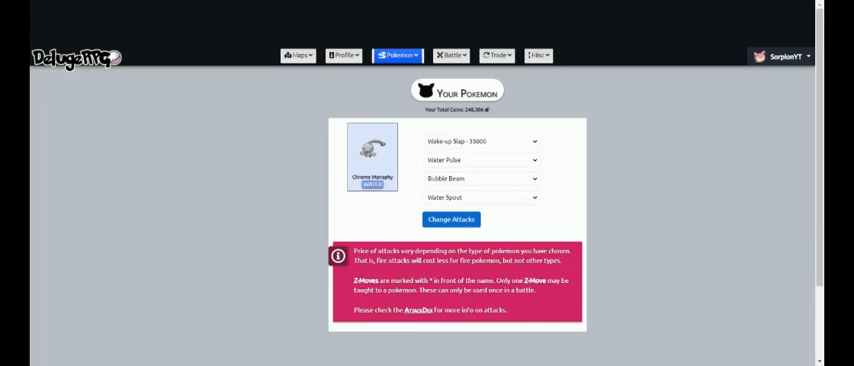 DelugeRPG
Maps
Profile
Pokemon
Battle
Trade
Misc
SorpionYT
YOUR POKEMON
Your Total Coins: 248,306
Chrome Manaphy
WATER
Wake-up Slap - 35000
Water Pulse
Bubble Beam
Water Spout
Change Attacks
Price of attacks vary depending on the type of pokemon you have chosen.
That is, fire attacks will cost less for fire pokemon, but not other types.
Z-Moves are marked with * in front of the name. Only one Z-Move may be
taught to a pokemon. These can only be used once in a battle.
Please check the ATTACKDEX for more info on attacks.